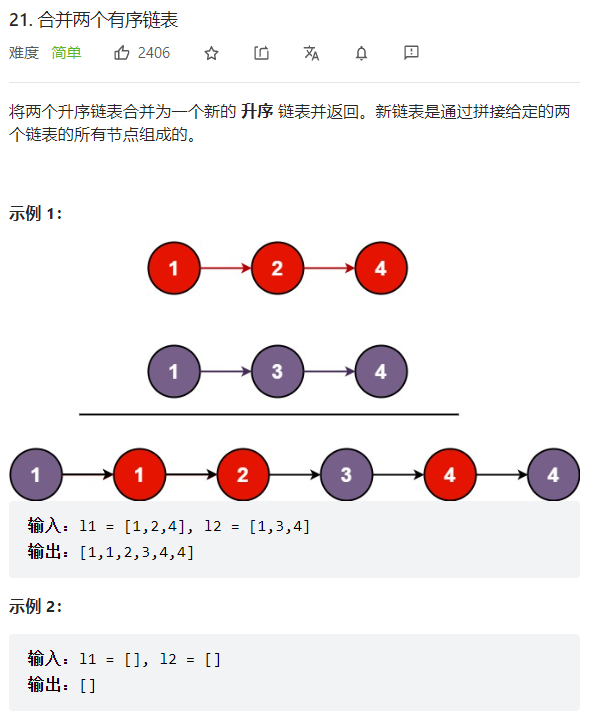 21. 合并两个有序链表
难度 简单 2406
将两个升序链表合并为一个新的 升序 链表并返回。新链表是通过拼接给定的两
个链表的所有节点组成的。
示例 1：
1 2 4
1 3 4
1 1 2 3 4 4
输入：l1 = [1,2,4], l2 = [1,3,4]
输出：[1,1,2,3,4,4]
示例 2：
输入：l1 = [], l2 = []
输出：[]